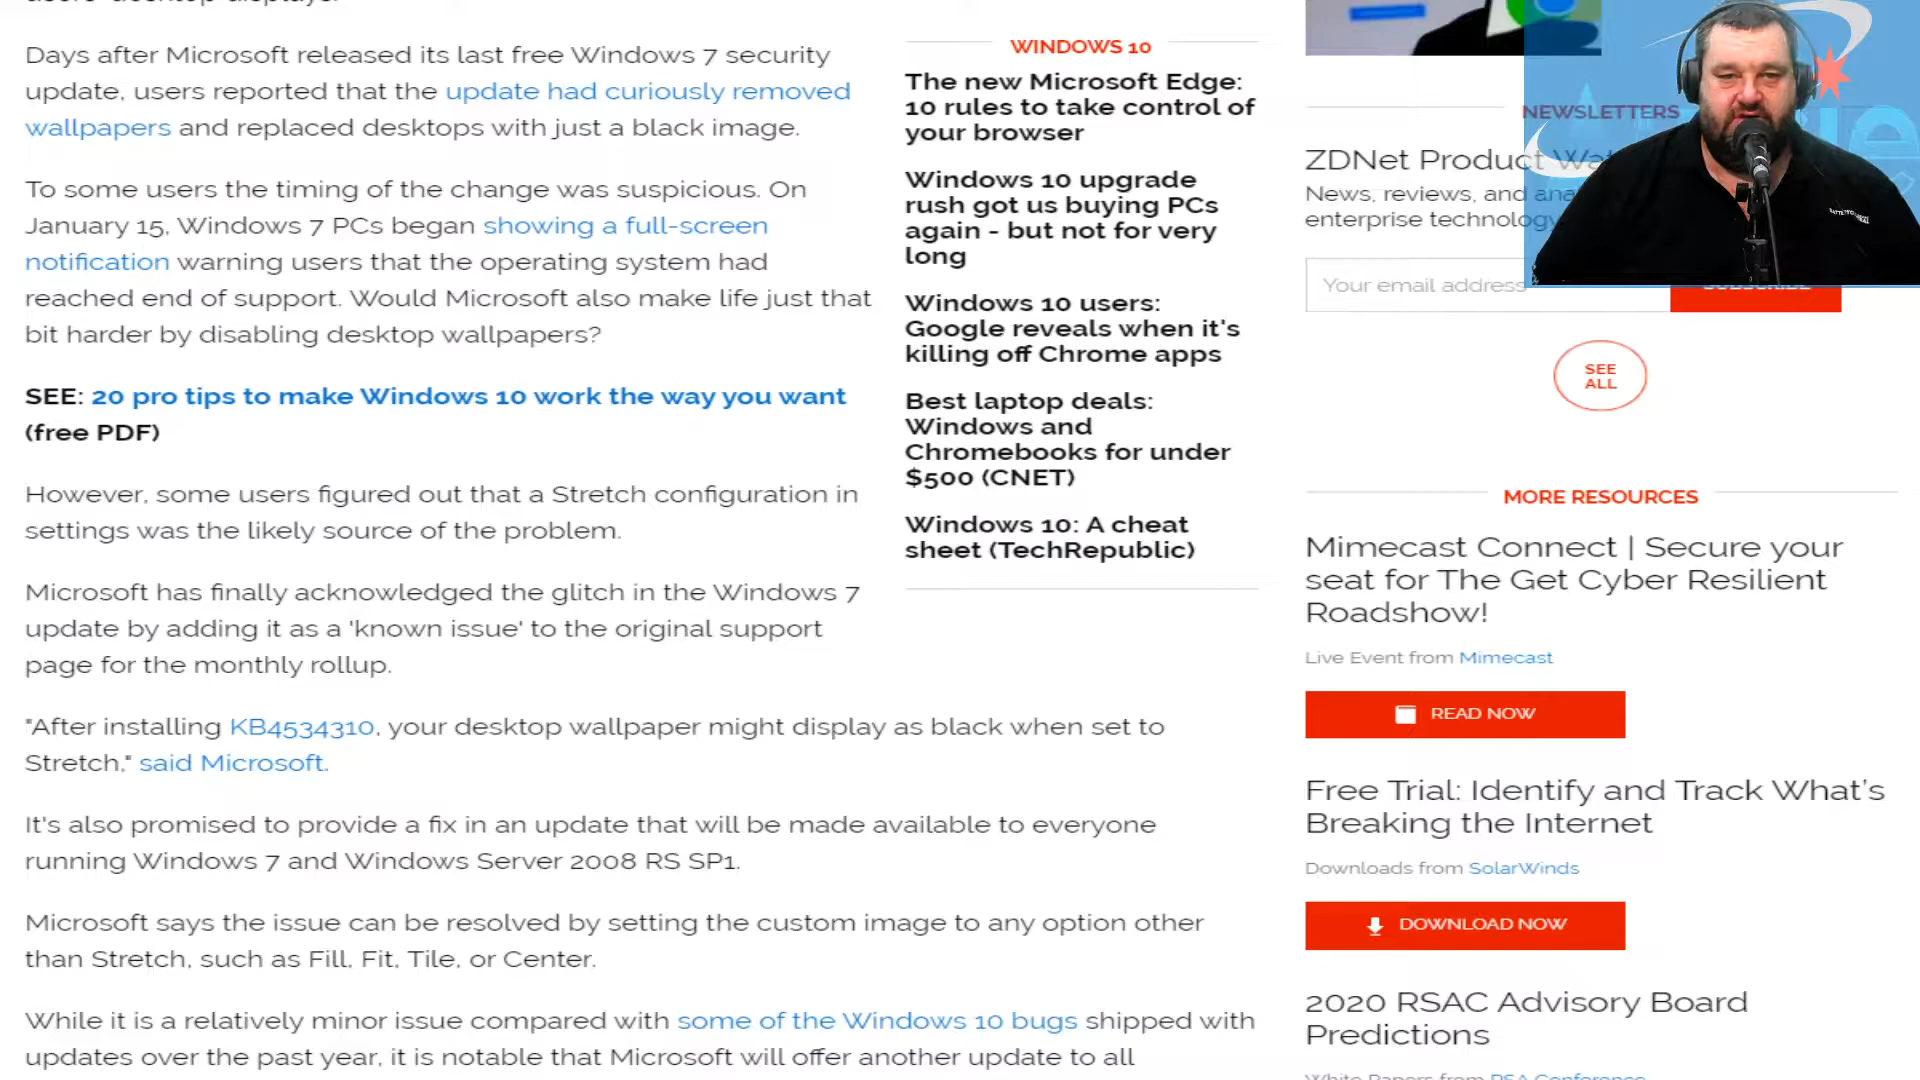 Days after Microsoft released its last free Windows 7 security
update, users reported that the update had curiously removed
wallpapers and replaced desktops with just a black image.
To some users the timing of the change was suspicious. On
January 15, Windows 7 PCs began showing a full-screen
notification warning users that the operating system had
reached end of support. Would Microsoft also make life just that
bit harder by disabling desktop wallpapers?
SEE: 20 pro tips to make Windows 10 work the way you want
(free PDF)
However, some users figured out that a Stretch configuration in
settings was the likely source of the problem.
Microsoft has finally acknowledged the glitch in the Windows 7
update by adding it as a 'known issue' to the original support
page for the monthly rollup.
"After installing KB4534310, your desktop wallpaper might display as black when set to
Stretch," said Microsoft.
It's also promised to provide a fix in an update that will be made available to everyone
running Windows 7 and Windows Server 2008 RS SP1.
Microsoft says the issue can be resolved by setting the custom image to any option other
than Stretch, such as Fill, Fit, Tile, or Center.
While it is a relatively minor issue compared with some of the Windows 10 bugs shipped with
updates over the past year, it is notable that Microsoft will offer another update to all
WINDOWS 10
The new Microsoft Edge:
10 rules to take control of
your browser
Windows 10 upgrade
rush got us buying PCs
again - but not for very
long
Windows 10 users:
Google reveals when it's
killing off Chrome apps
Best laptop deals:
Windows and
Chromebooks for under
$500 (CNET)
Windows 10: A cheat
sheet (TechRepublic)
NEWSLETTERS
ZDNet Product
News, reviews, and
enterprise technology
Your email address
SUBSCRIBE
SEE
ALL
MORE RESOURCES
Mimecast Connect | Secure your
seat for The Get Cyber Resilient
Roadshow!
Live Event from Mimecast
READ NOW
Free Trial: Identify and Track What's
Breaking the Internet
Downloads from SolarWinds
DOWNLOAD NOW
2020 RSAC Advisory Board
Predictions
White Papers from RSA Conference